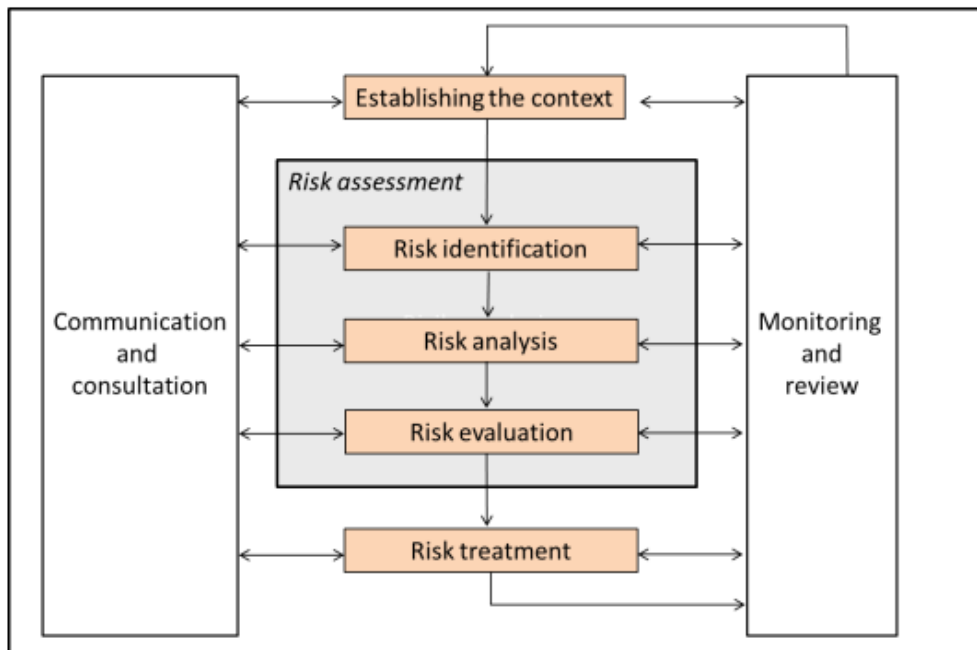 Establishing the context
Risk assessment
Risk identification
Communication
and
consultation
Risk analysis
Monitoring
and
review
Risk evaluation
Risk treatment